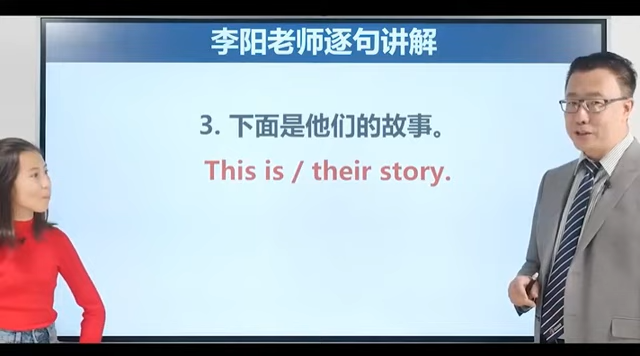 李阳老师逐句讲解
3. 下面是他们的故事。
This is / their story.